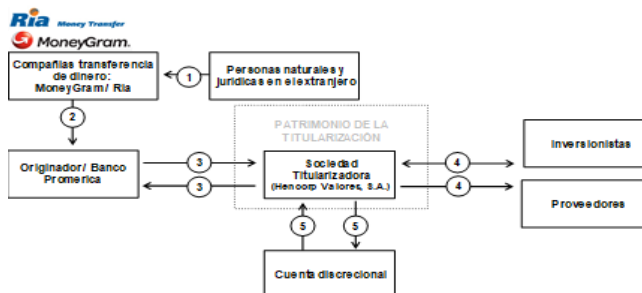 Ria Money Transfer
MoneyGram.
Compañías transferencia
de dinero:
MoneyGram/ Ria
1
Personas naturales y
jurídicas en el extranjero
2
PATRIMONIO DE LA
TITULARIZACIÓN
Originador/ Banco
Promerica
3
3
Sociedad
Titularizadora
(Hencorp Valores, S.A.)
4
4
Inversionistas
Proveedores
5
5
Cuenta discrecional